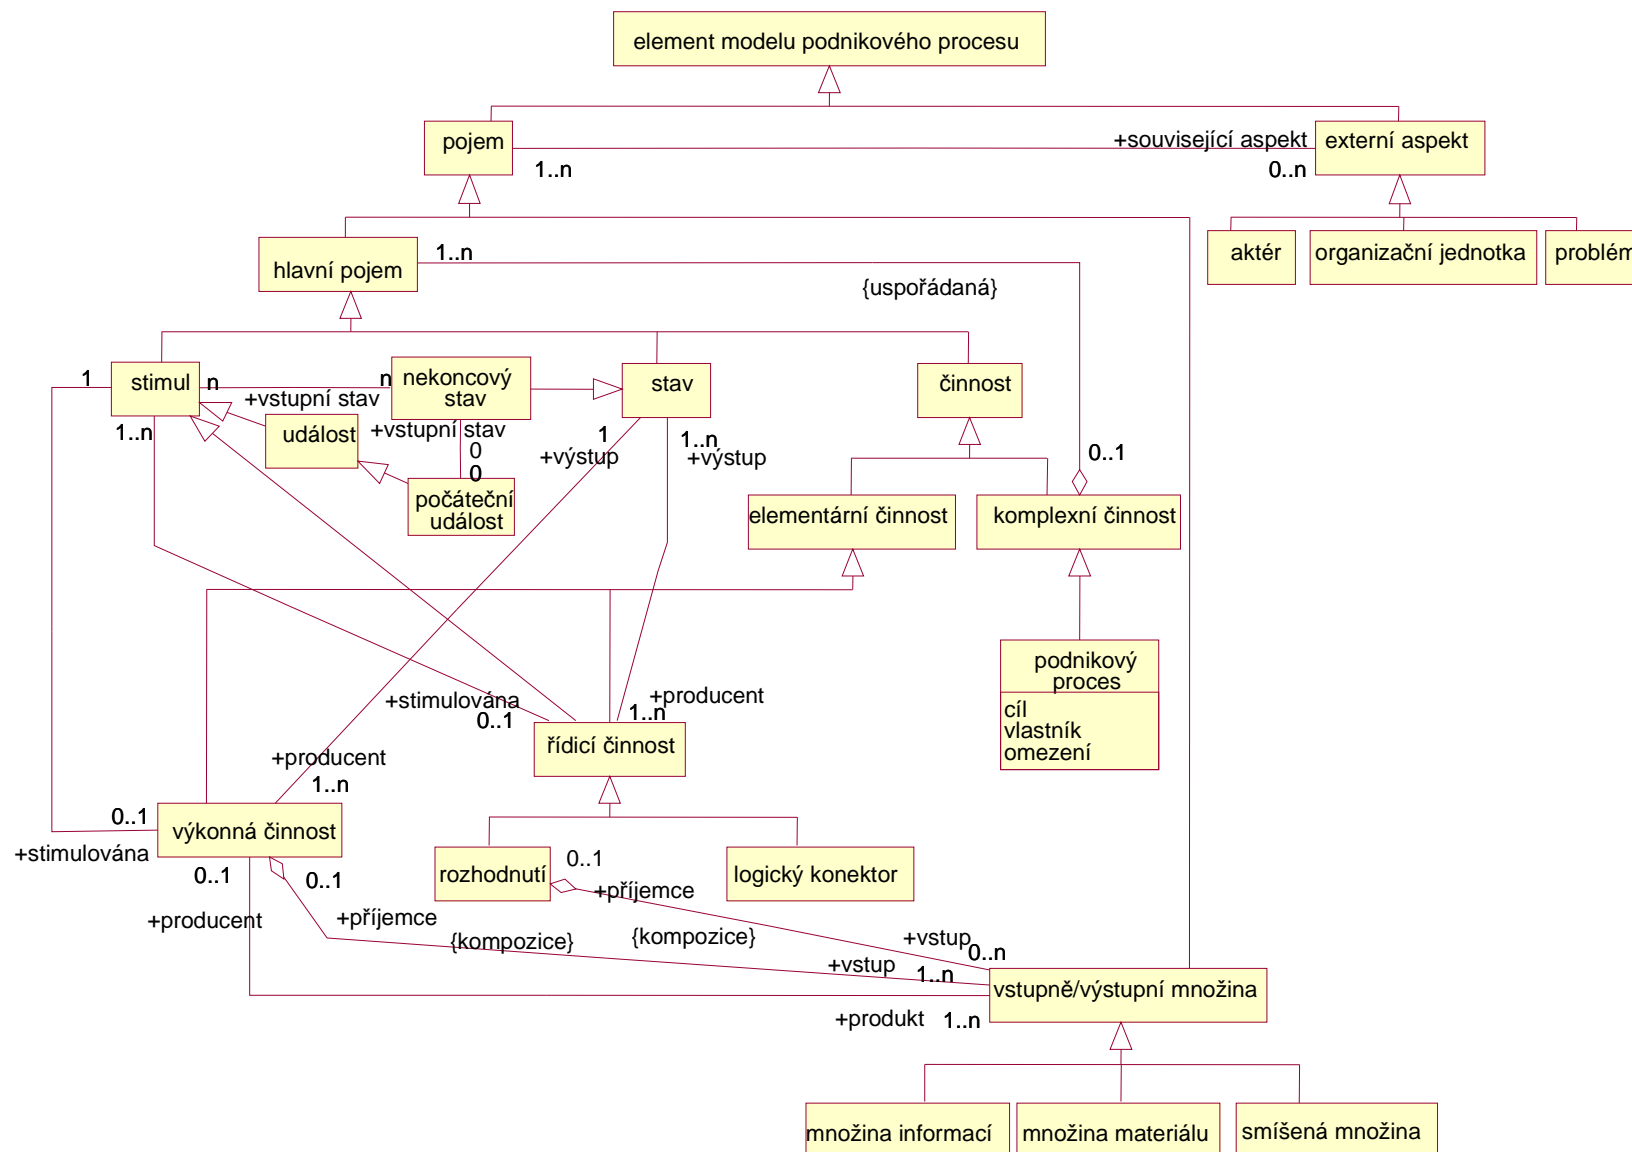 element modelu podnikového procesu
pojem
+související aspekt
externí aspekt
1..n
0..n
hlavní pojem
1..n
{uspořádaná}
aktér
organizační jednotka
problém
1
stimul
n
n
nekoncový
stav
stav
činnost
+vstupní stav
1..n
událost
+vstupní stav
0
0
1
+výstup
1..n
+výstup
0..1
počáteční
událost
elementární činnost
komplexní činnost
podnikový
proces
cíl
vlastník
omezení
+stimulována
0..1
+producent
1..n
řídicí činnost
+producent
1..n
0..1
+stimulována
výkonná činnost
0..1
0..1
+producent
+příjemce
{kompozice}
rozhodnutí
0..1
+příjemce
{kompozice}
logický konektor
+vstup
0..n
+vstup
1..n
vstupně/výstupní množina
+produkt
1..n
množina informací
množina materiálu
smíšená množina